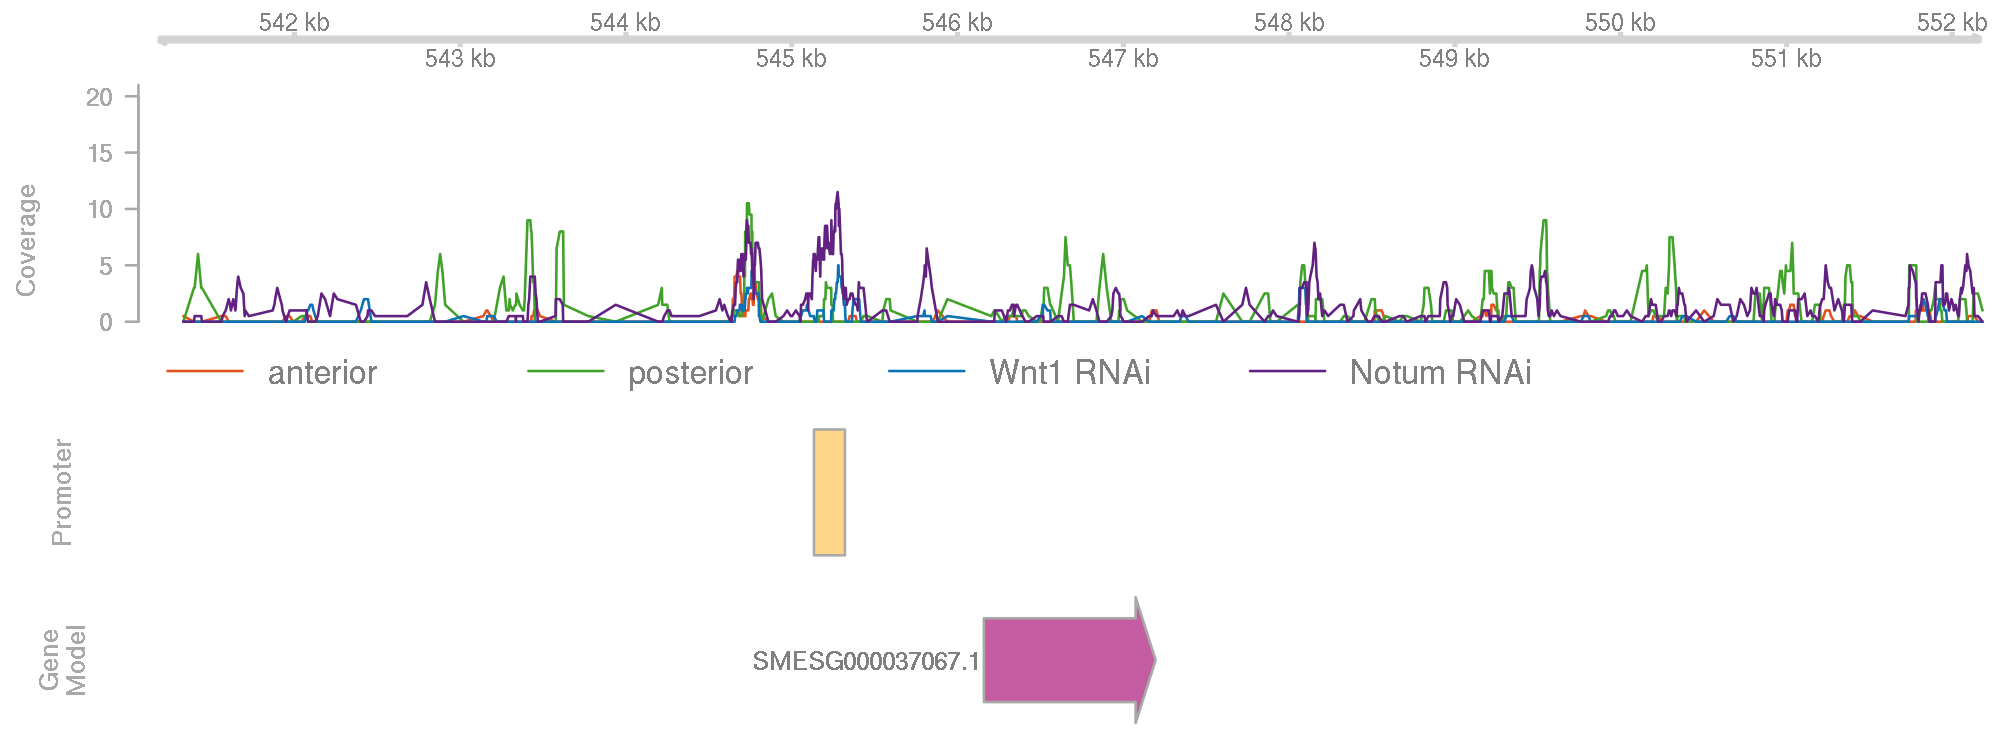 542 kb 544 kb 546 kb 548 kb 550 kb 552 kb
543 kb 545 kb 547 kb 549 kb 551 kb
20
15
10
5
0
Coverage
anterior posterior Wnt1 RNAi Notum RNAi
Promoter
Gene
Model
SMESG000037067.1